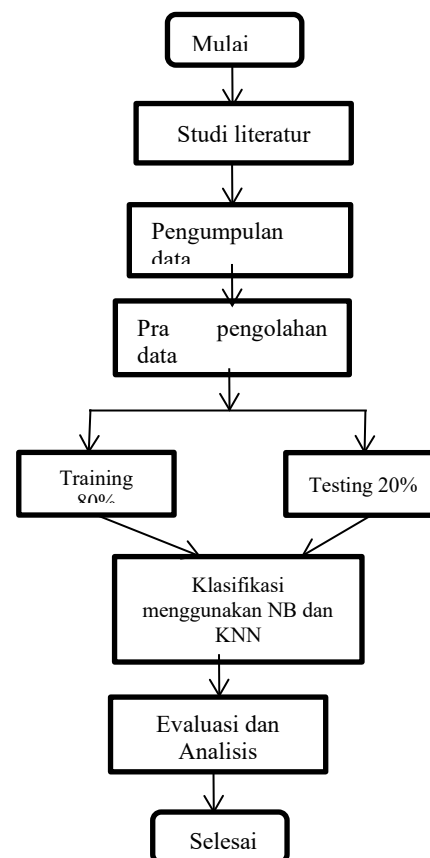 Mulai
Studi literatur
Pengumpulan
data
Pra pengolahan
data
Training
80%
Testing 20%
Klasifikasi
menggunakan NB dan
KNN
Evaluasi dan
Analisis
Selesai